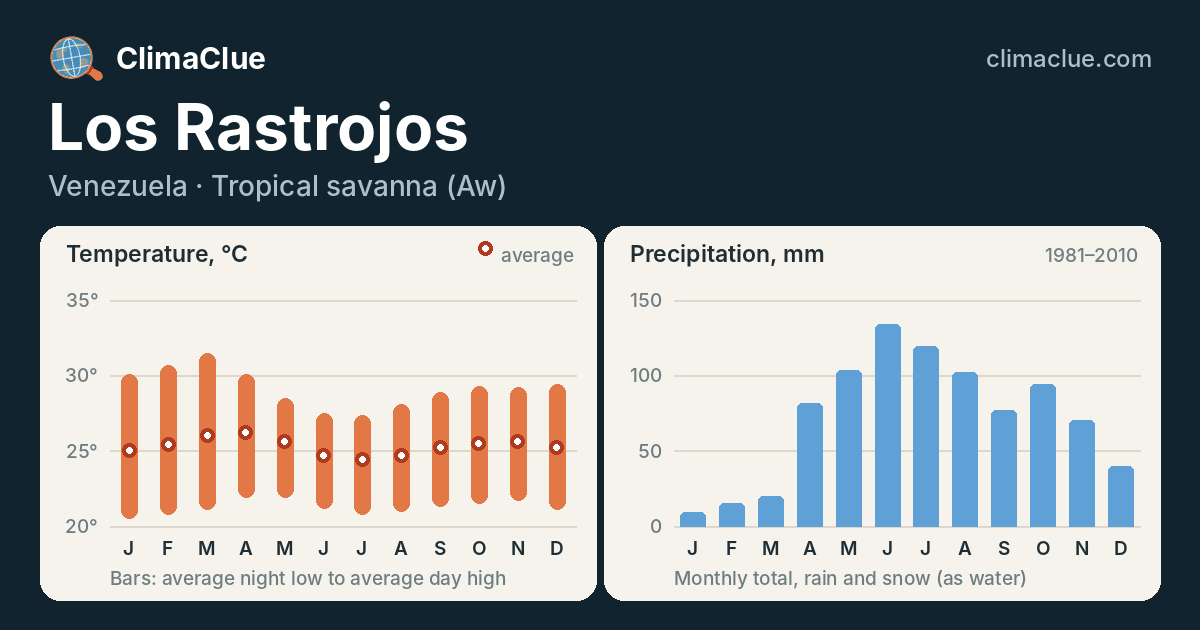 ClimaClue
climaclue.com
Los Rastrojos
Venezuela · Tropical savanna (Aw)
Temperature, °C
average
35°
30°
25°
20°
J F M A M J J A S O N D
Bars: average night low to average day high
Precipitation, mm
1981–2010
150
100
50
0
J F M A M J J A S O N D
Monthly total, rain and snow (as water)